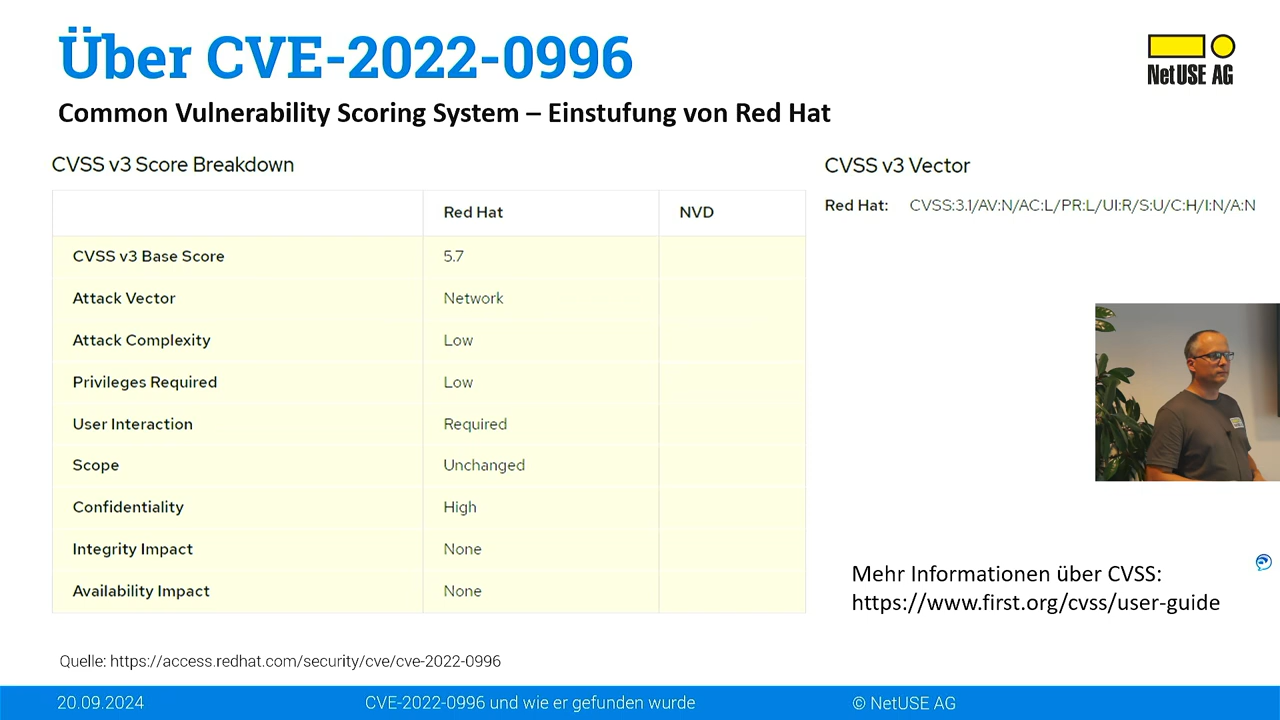 Über CVE-2022-0996
NetUSE AG
Common Vulnerability Scoring System – Einstufung von Red Hat
CVSS v3 Score Breakdown
Red Hat NVD
CVSS v3 Base Score 5.7
Attack Vector Network
Attack Complexity Low
Privileges Required Low
User Interaction Required
Scope Unchanged
Confidentiality High
Integrity Impact None
Availability Impact None
CVSS v3 Vector
Red Hat: CVSS:3.1/AV:N/AC:L/PR:L/UI:R/S:U/C:H/I:N/A:N
Mehr Informationen über CVSS:
https://www.first.org/cvss/user-guide
Quelle: https://access.redhat.com/security/cve/cve-2022-0996
20.09.2024 CVE-2022-0996 und wie er gefunden wurde © NetUSE AG